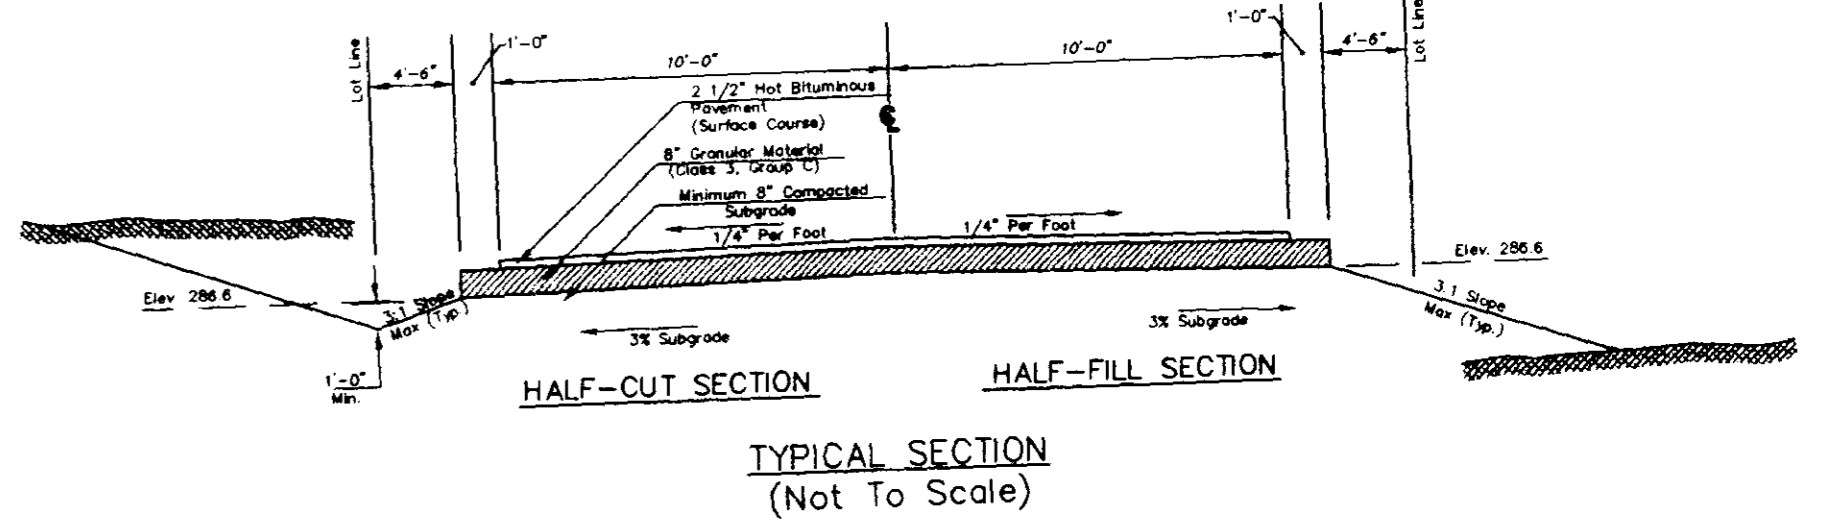 Lot Line
4'-6"
1'-0"
10'-0"
10'-0"
1'-0"
4'-6"
Lot Line
2 1/2" Hot Bituminous
Pavement
(Surface Course)
8" Granular Material
(Class 3, Group C)
Minimum 8" Compacted
Subgrade
1/4" Per Foot
1/4" Per Foot
CL
Elev 286.6
Elev. 286.6
3:1 Slope
Max (Typ.)
3:1 Slope
Max (Typ.)
1'-0"
Min.
3% Subgrade
3% Subgrade
HALF-CUT SECTION
HALF-FILL SECTION
TYPICAL SECTION
(Not To Scale)